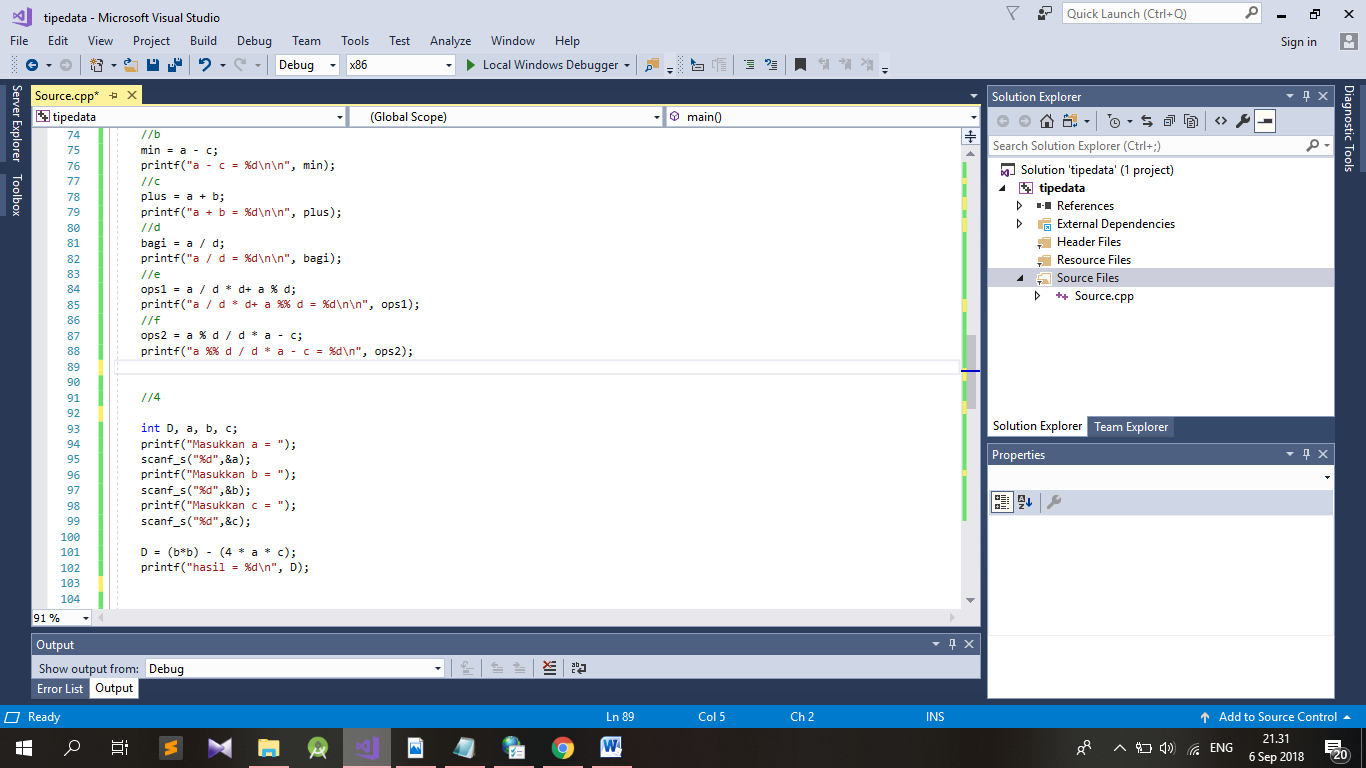 tipedata - Microsoft Visual Studio
Quick Launch (Ctrl+Q)
File Edit View Project Build Debug Team Tools Test Analyze Window Help
Sign in
Debug x86 Local Windows Debugger
Server Explorer
Toolbox
Source.cpp*
tipedata (Global Scope) main()
74 //b
75 min = a - c;
76 printf("a - c = %d\n\n", min);
77 //c
78 plus = a + b;
79 printf("a + b = %d\n\n", plus);
80 //d
81 bagi = a / d;
82 printf("a / d = %d\n\n", bagi);
83 //e
84 ops1 = a / d * d+ a % d;
85 printf("a / d * d+ a %% d = %d\n\n", ops1);
86 //f
87 ops2 = a % d / d * a - c;
88 printf("a %% d / d * a - c = %d\n", ops2);
89
90
91 //4
92
93 int D, a, b, c;
94 printf("Masukkan a = ");
95 scanf_s("%d",&a);
96 printf("Masukkan b = ");
97 scanf_s("%d",&b);
98 printf("Masukkan c = ");
99 scanf_s("%d",&c);
100
101 D = (b*b) - (4 * a * c);
102 printf("hasil = %d\n", D);
103
104
91 %
Output
Show output from: Debug
Error List Output
Solution Explorer
Search Solution Explorer (Ctrl+;)
Solution 'tipedata' (1 project)
tipedata
References
External Dependencies
Header Files
Resource Files
Source Files
Source.cpp
Solution Explorer Team Explorer
Properties
Diagnostic Tools
Ready Ln 89 Col 5 Ch 2 INS Add to Source Control
ENG
21.31
6 Sep 2018
20